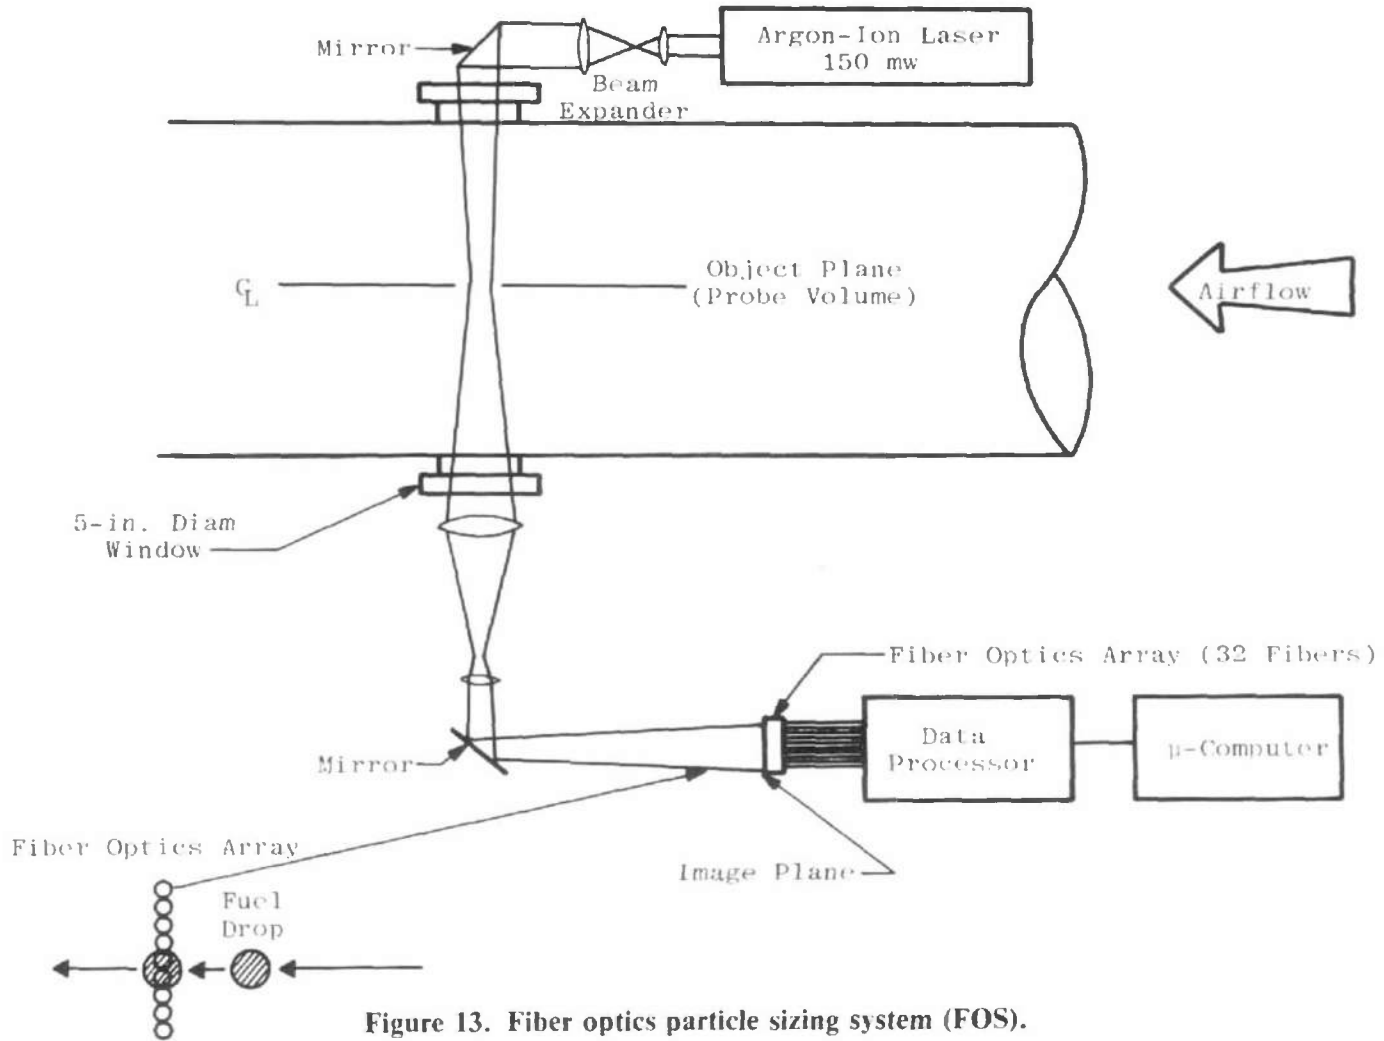 Mirror
Argon-Ion Laser
150 mw
Beam
Expander
Object Plane
(Probe Volume)
℄
Airflow
5-in. Diam
Window
Fiber Optics Array (32 Fibers)
Data
Processor
μ-Computer
Mirror
Fiber Optics Array
Image Plane
Fuel
Drop
Figure 13. Fiber optics particle sizing system (FOS).